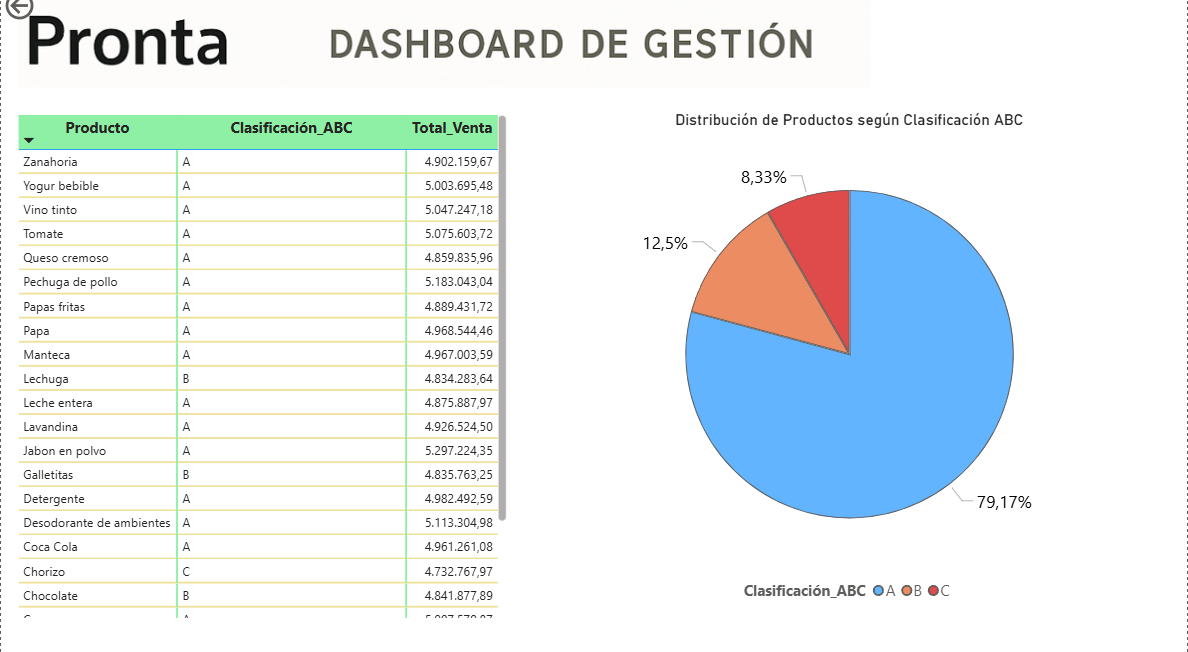 Pronta
DASHBOARD DE GESTIÓN
Producto Clasificación_ABC Total_Venta
Zanahoria A 4.902.159,67
Yogur bebible A 5.003.695,48
Vino tinto A 5.047.247,18
Tomate A 5.075.603,72
Queso cremoso A 4.859.835,96
Pechuga de pollo A 5.183.043,04
Papas fritas A 4.889.431,72
Papa A 4.968.544,46
Manteca A 4.967.003,59
Lechuga B 4.834.283,64
Leche entera A 4.875.887,97
Lavandina A 4.926.524,50
Jabon en polvo A 5.297.224,35
Galletitas B 4.835.763,25
Detergente A 4.982.492,59
Desodorante de ambientes A 5.113.304,98
Coca Cola A 4.961.261,08
Chorizo C 4.732.767,97
Chocolate B 4.841.877,89
Distribución de Productos según Clasificación ABC
8,33%
12,5%
79,17%
Clasificación_ABC A B C